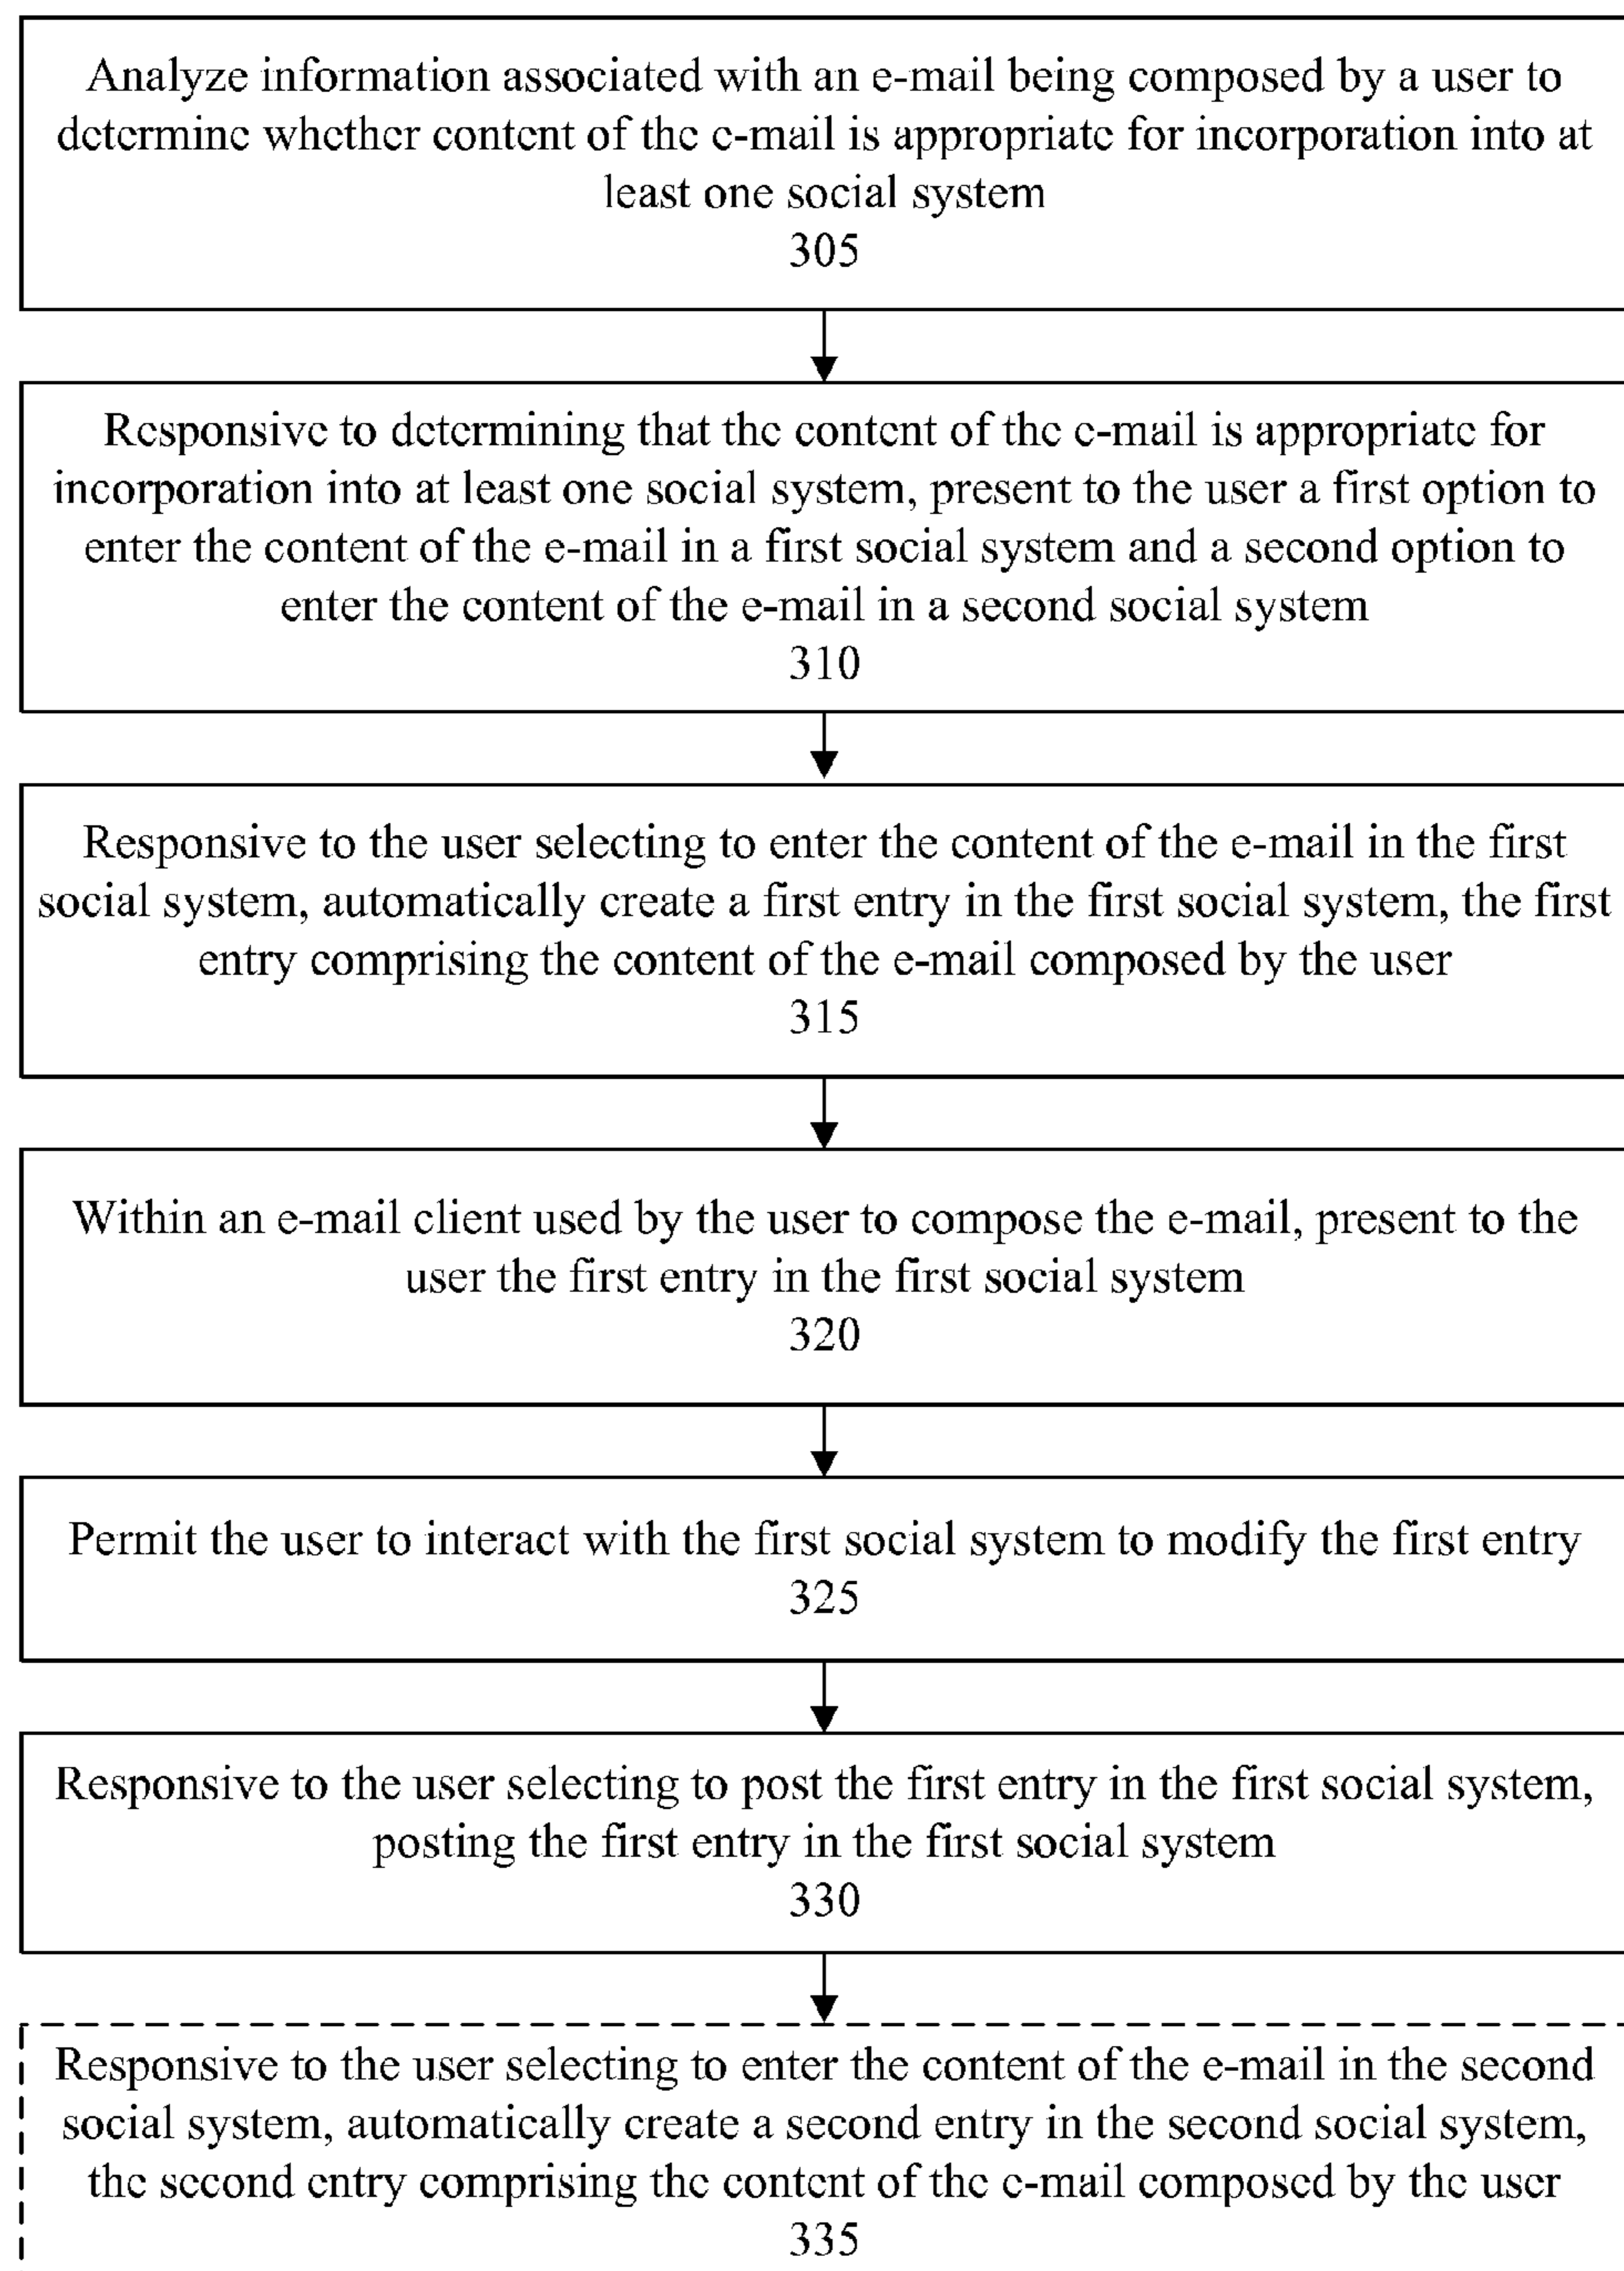 Analyze information associated with an e-mail being composed by a user to
determine whether content of the e-mail is appropriate for incorporation into at
least one social system
305
Responsive to determining that the content of the e-mail is appropriate for
incorporation into at least one social system, present to the user a first option to
enter the content of the e-mail in a first social system and a second option to
enter the content of the e-mail in a second social system
310
Responsive to the user selecting to enter the content of the e-mail in the first
social system, automatically create a first entry in the first social system, the first
entry comprising the content of the e-mail composed by the user
315
Within an e-mail client used by the user to compose the e-mail, present to the
user the first entry in the first social system
320
Permit the user to interact with the first social system to modify the first entry
325
Responsive to the user selecting to post the first entry in the first social system,
posting the first entry in the first social system
330
Responsive to the user selecting to enter the content of the e-mail in the second
social system, automatically create a second entry in the second social system,
the second entry comprising the content of the e-mail composed by the user
335